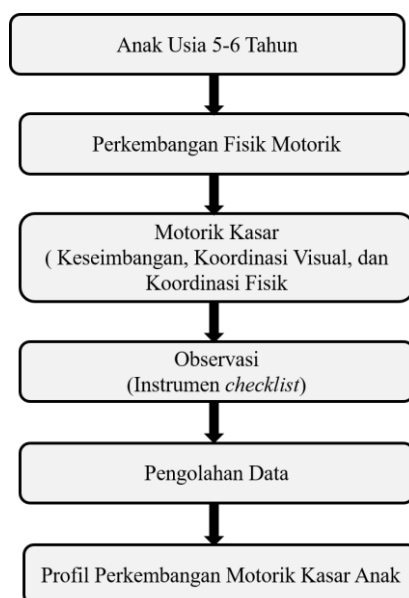 Anak Usia 5-6 Tahun
Perkembangan Fisik Motorik
Motorik Kasar
( Keseimbangan, Koordinasi Visual, dan
Koordinasi Fisik
Observasi
(Instrumen checklist)
Pengolahan Data
Profil Perkembangan Motorik Kasar Anak